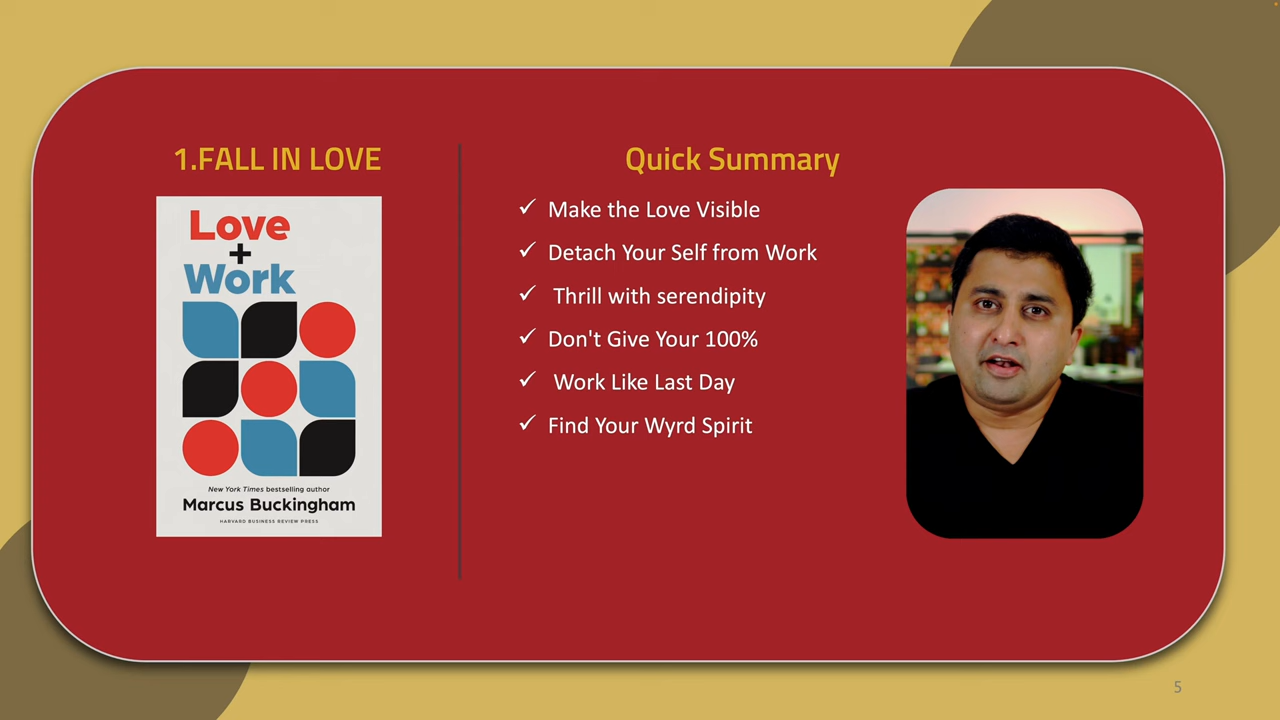 1.FALL IN LOVE
Love
+
Work
New York Times bestselling author
Marcus Buckingham
HARVARD BUSINESS REVIEW PRESS
Quick Summary
✓ Make the Love Visible
✓ Detach Your Self from Work
✓ Thrill with serendipity
✓ Don't Give Your 100%
✓ Work Like Last Day
✓ Find Your Wyrd Spirit
5